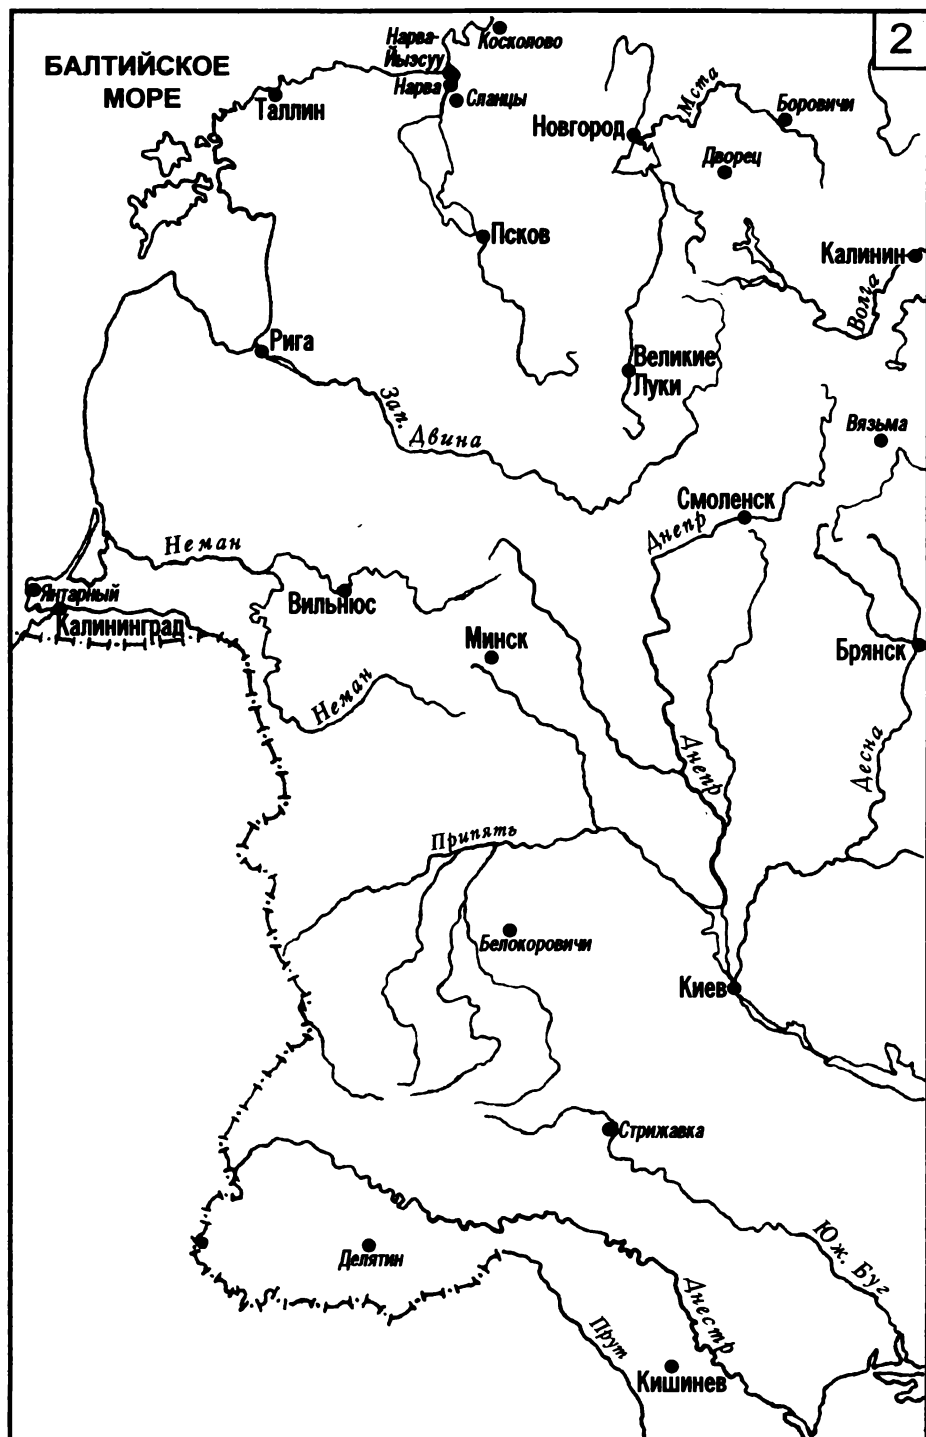 2
БАЛТИЙСКОЕ
МОРЕ
Нарва-
Йызсуу
Косколово
Нарва
Сланцы
Таллин
Новгород
Мста
Боровичи
Дворец
Псков
Калинин
Волга
Рига
Великие
Луки
Зап.
Двина
Вязьма
Смоленск
Днепр
Неман
Янтарный
Вильнюс
Калининград
Минск
Брянск
Неман
Днепр
Десна
Припять
Белокоровичи
Киев
Стрижавка
Юж. Буг
Делятин
Днестр
Прут
Кишинев